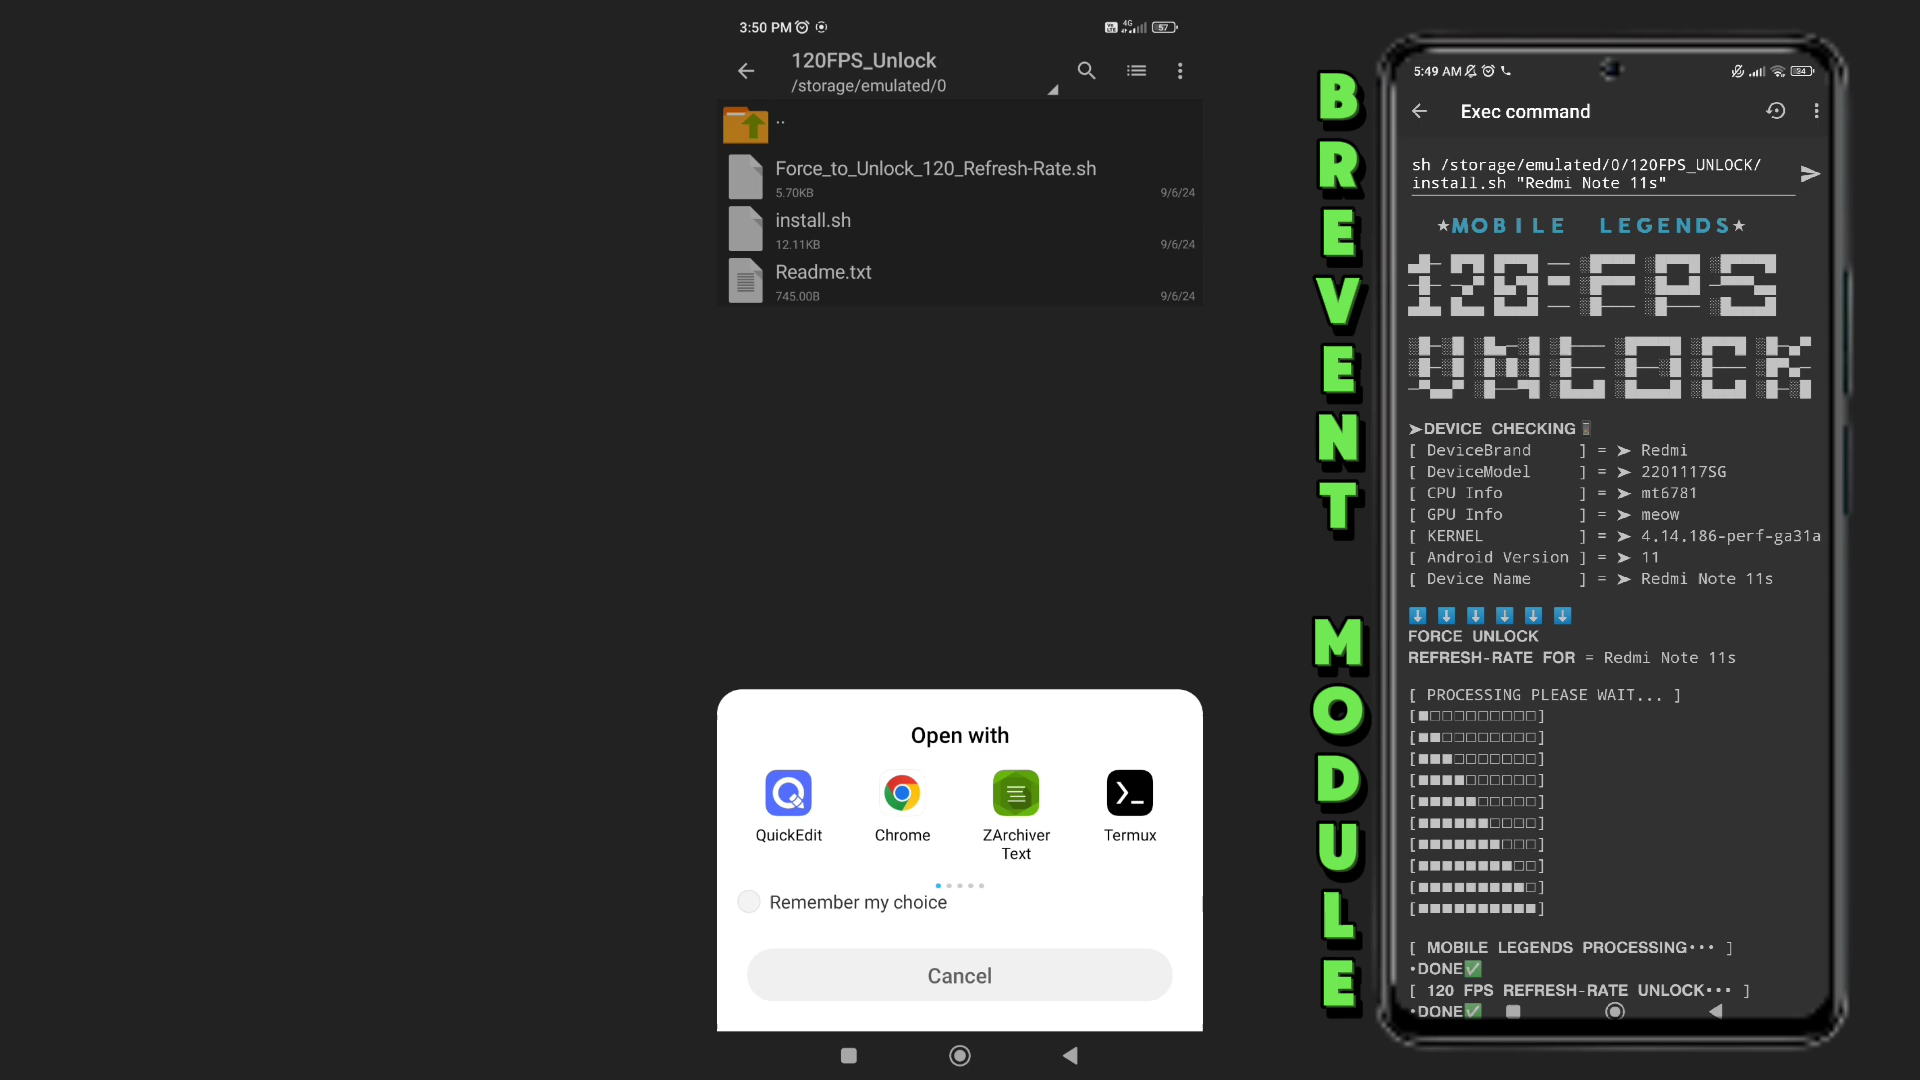 3:50 PM
4G
57
120FPS_Unlock
/storage/emulated/0
..
Force_to_Unlock_120_Refresh-Rate.sh
5.70KB
9/6/24
install.sh
12.11KB
9/6/24
Readme.txt
745.00B
9/6/24
Open with
QuickEdit
Chrome
ZArchiver
Text
Termux
Remember my choice
Cancel
BREVENT
MODULE
5:49 AM
34
Exec command
sh /storage/emulated/0/120FPS_UNLOCK/
install.sh "Redmi Note 11s"
★MOBILE LEGENDS★
120-FPS
UNLOCK
➤DEVICE CHECKING
[ DeviceBrand ] = ➤ Redmi
[ DeviceModel ] = ➤ 2201117SG
[ CPU Info ] = ➤ mt6781
[ GPU Info ] = ➤ meow
[ KERNEL ] = ➤ 4.14.186-perf-ga31a
[ Android Version ] = ➤ 11
[ Device Name ] = ➤ Redmi Note 11s
⬇️ ⬇️ ⬇️ ⬇️ ⬇️ ⬇️
FORCE UNLOCK
REFRESH-RATE FOR = Redmi Note 11s
[ PROCESSING PLEASE WAIT... ]
[■□□□□□□□□□]
[■■□□□□□□□□]
[■■■□□□□□□□]
[■■■■□□□□□□]
[■■■■■□□□□□]
[■■■■■■□□□□]
[■■■■■■■□□□]
[■■■■■■■■□□]
[■■■■■■■■■□]
[■■■■■■■■■■]
[ MOBILE LEGENDS PROCESSING••• ]
•DONE✅
[ 120 FPS REFRESH-RATE UNLOCK••• ]
•DONE✅